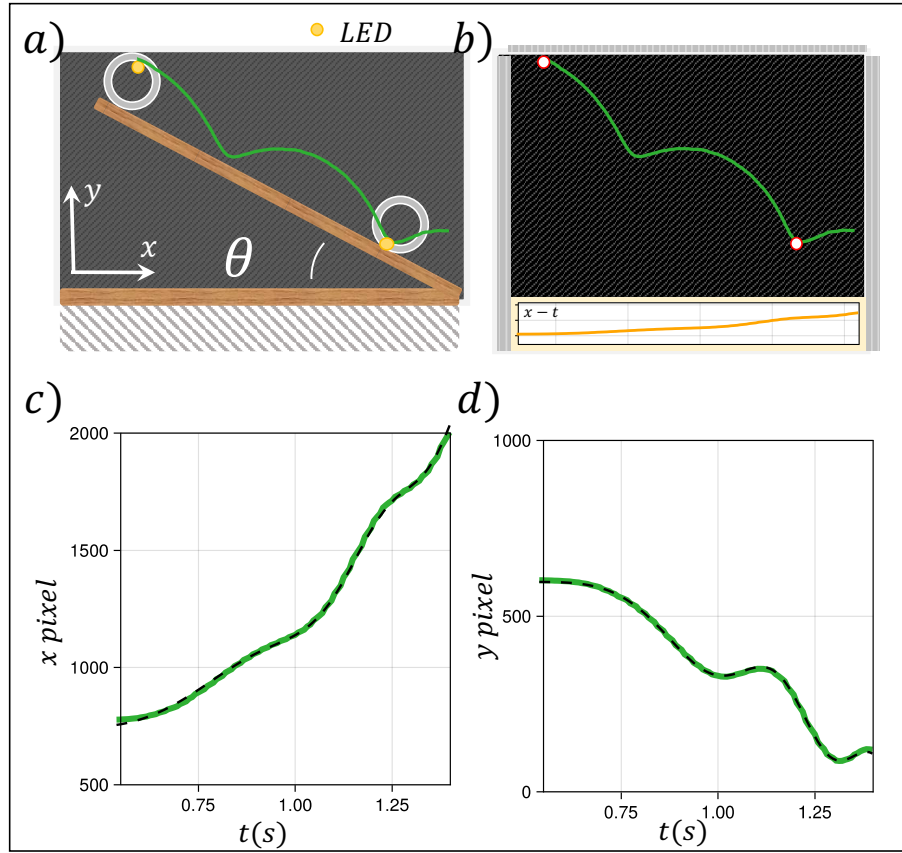 a)
LED
y
x
θ
b)
x − t
c)
2000
1500
1000
500
x pixel
0.75 1.00 1.25
t(s)
d)
1000
500
0
y pixel
0.75 1.00 1.25
t(s)